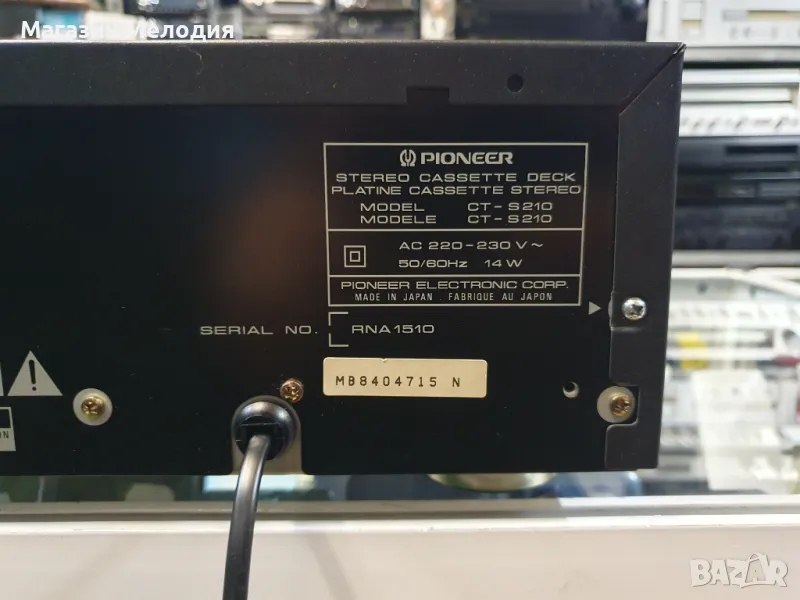 Магазин Мелодия
PIONEER
STEREO CASSETTE DECK
PLATINE CASSETTE STEREO
MODEL CT-S210
MODELE CT-S210
AC 220-230 V~
50/60Hz 14 W
PIONEER ELECTRONIC CORP.
MADE IN JAPAN . FABRIQUE AU JAPON
SERIAL NO. RNA1510
MB8404715 N
BAZAR